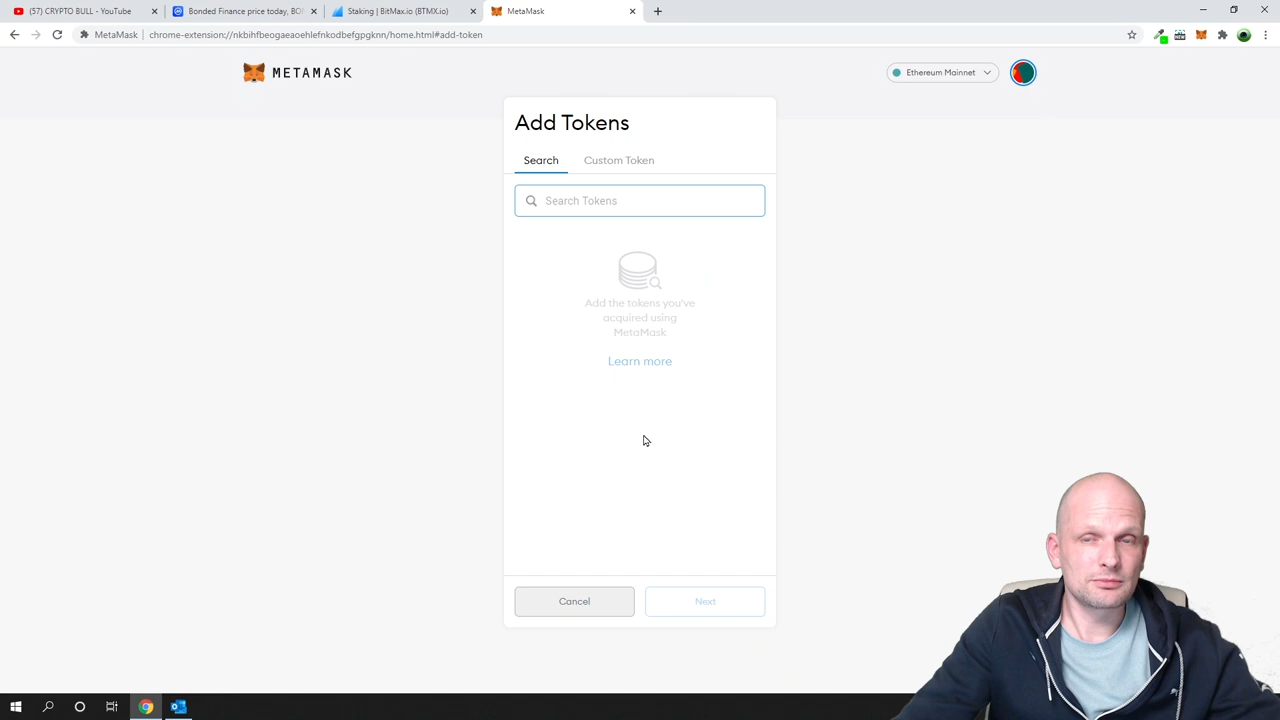 (57) CRYPTO BULL - YouTube
Bonded Finance price today, BO
Staking | BitMax.io (BTMX.io)
MetaMask
MetaMask
chrome-extension://nkbihfbeogaeaoehlefnkodbefgpgknn/home.html#add-token
METAMASK
Ethereum Mainnet
Add Tokens
Search
Custom Token
Search Tokens
Add the tokens you've
acquired using
MetaMask
Learn more
Cancel
Next